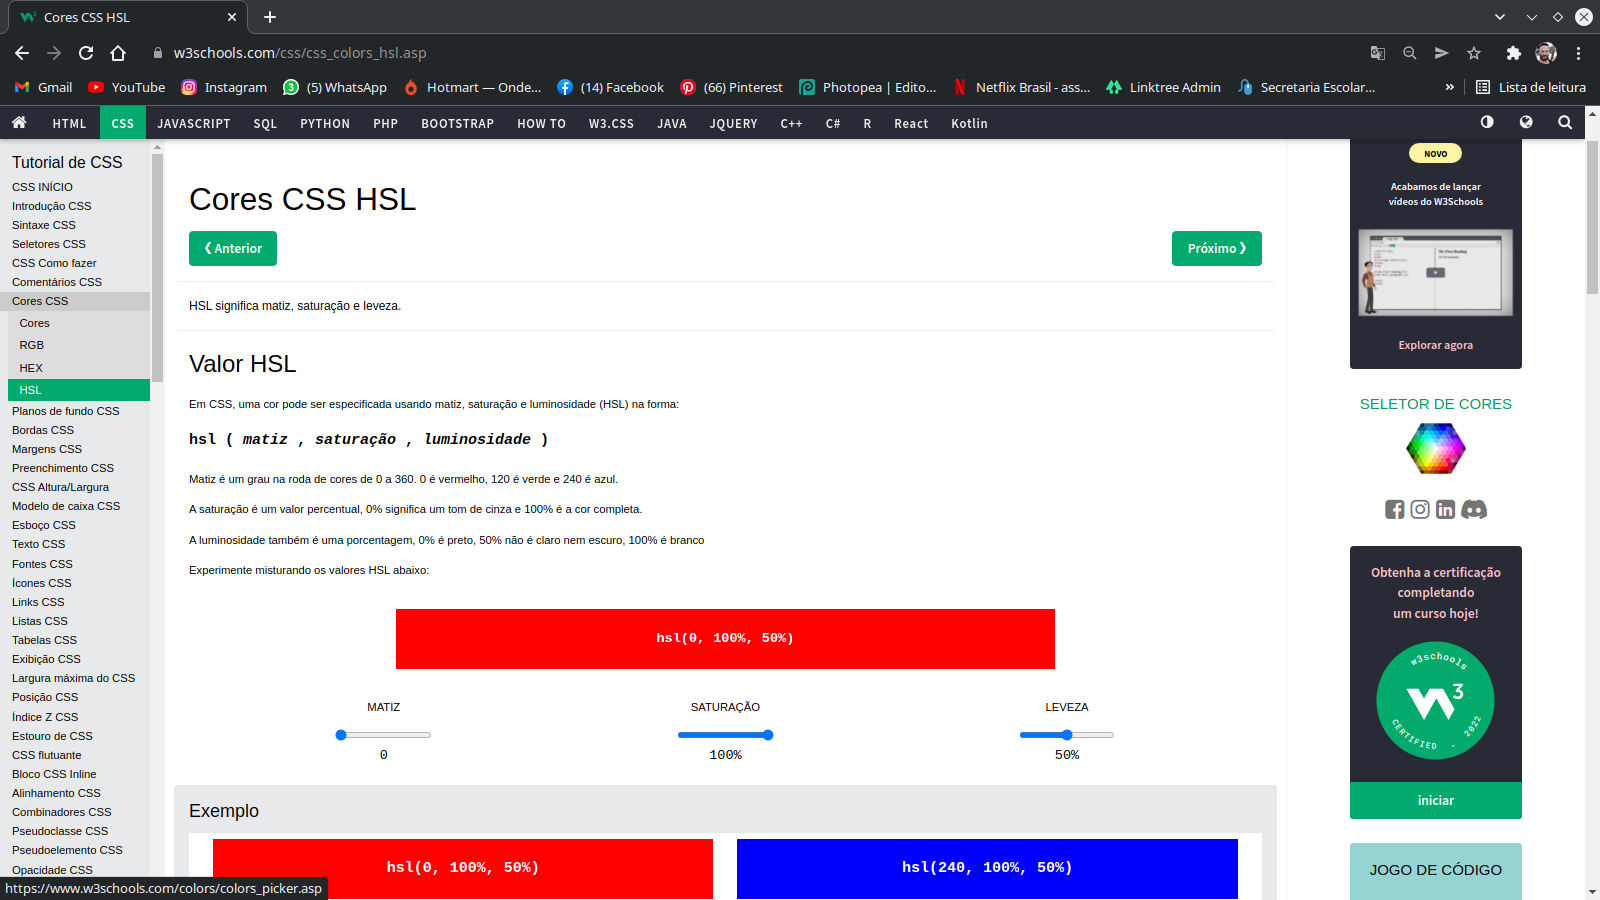 Cores CSS HSL
w3schools.com/css/css_colors_hsl.asp
Gmail
YouTube
Instagram
(5) WhatsApp
Hotmart — Onde...
(14) Facebook
(66) Pinterest
Photopea | Edito...
Netflix Brasil - ass...
Linktree Admin
Secretaria Escolar...
»
Lista de leitura
HTML
CSS
JAVASCRIPT
SQL
PYTHON
PHP
BOOTSTRAP
HOW TO
W3.CSS
JAVA
JQUERY
C++
C#
R
React
Kotlin
Tutorial de CSS
CSS INÍCIO
Introdução CSS
Sintaxe CSS
Seletores CSS
CSS Como fazer
Comentários CSS
Cores CSS
Cores
RGB
HEX
HSL
Planos de fundo CSS
Bordas CSS
Margens CSS
Preenchimento CSS
CSS Altura/Largura
Modelo de caixa CSS
Esboço CSS
Texto CSS
Fontes CSS
Ícones CSS
Links CSS
Listas CSS
Tabelas CSS
Exibição CSS
Largura máxima do CSS
Posição CSS
Índice Z CSS
Estouro de CSS
CSS flutuante
Bloco CSS Inline
Alinhamento CSS
Combinadores CSS
Pseudoclasse CSS
Pseudoelemento CSS
Opacidade CSS
https://www.w3schools.com/colors/colors_picker.asp
Cores CSS HSL
❮ Anterior
Próximo ❯
HSL significa matiz, saturação e leveza.
Valor HSL
Em CSS, uma cor pode ser especificada usando matiz, saturação e luminosidade (HSL) na forma:
hsl ( matiz , saturação , luminosidade )
Matiz é um grau na roda de cores de 0 a 360. 0 é vermelho, 120 é verde e 240 é azul.
A saturação é um valor percentual, 0% significa um tom de cinza e 100% é a cor completa.
A luminosidade também é uma porcentagem, 0% é preto, 50% não é claro nem escuro, 100% é branco
Experimente misturando os valores HSL abaixo:
hsl(0, 100%, 50%)
MATIZ
0
SATURAÇÃO
100%
LEVEZA
50%
Exemplo
hsl(0, 100%, 50%)
hsl(240, 100%, 50%)
NOVO
Acabamos de lançar
vídeos do W3Schools
Explorar agora
SELETOR DE CORES
Obtenha a certificação
completando
um curso hoje!
w3schools
3
CERTIFIED . 2022
iniciar
JOGO DE CÓDIGO